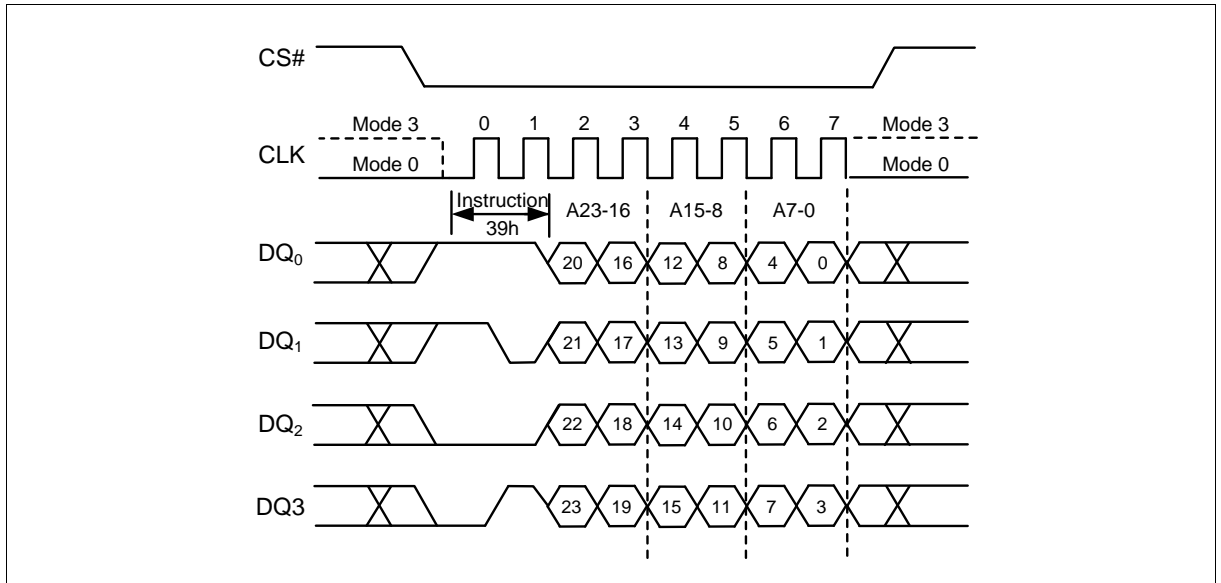 CS#
Mode 3 0 1 2 3 4 5 6 7 Mode 3
CLK
Mode 0 Mode 0
Instruction A23-16 A15-8 A7-0
39h
DQ0 20 16 12 8 4 0
DQ1 21 17 13 9 5 1
DQ2 22 18 14 10 6 2
DQ3 23 19 15 11 7 3